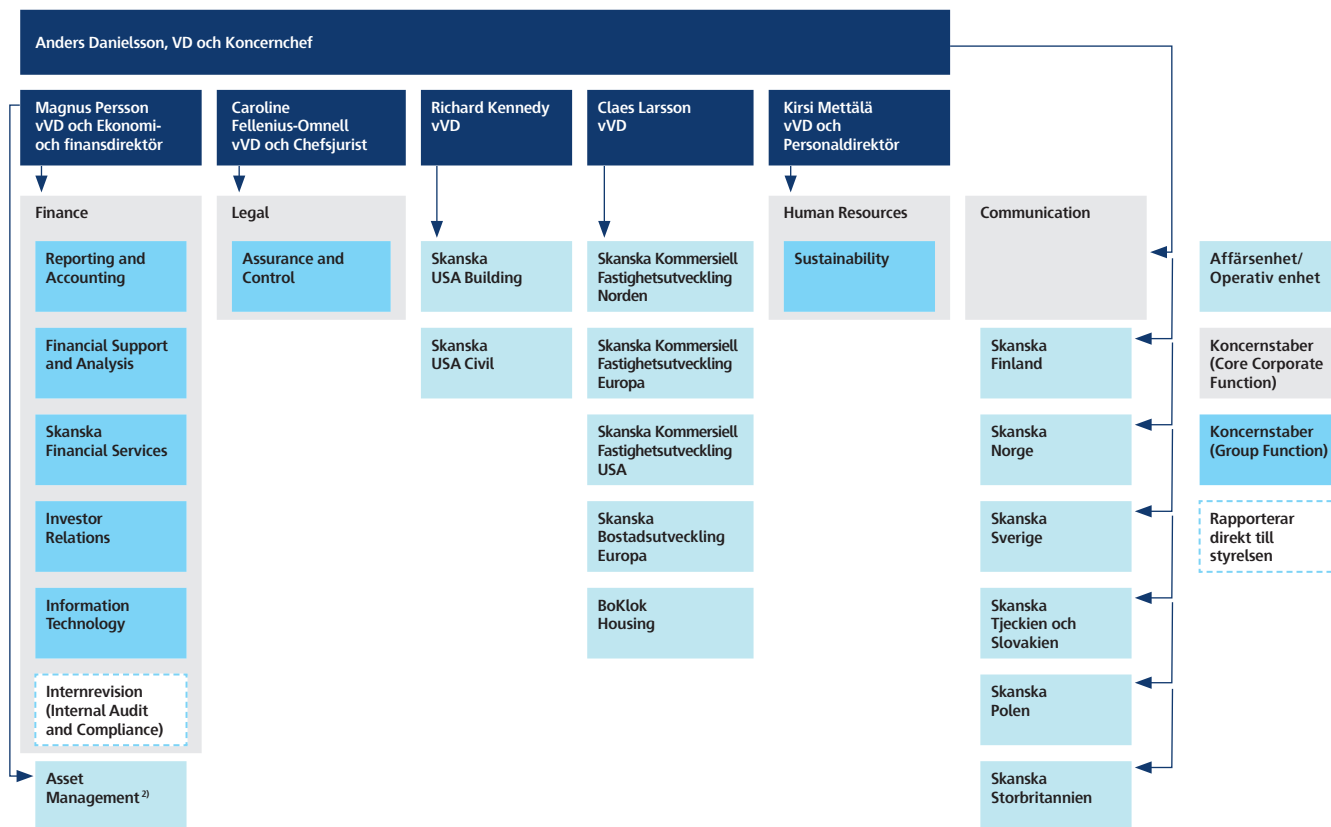 Anders Danielsson, VD och Koncernchef
Magnus Persson
vVD och Ekonomi-
och finansdirektör
Caroline
Fellenius-Omnell
vVD och Chefsjurist
Richard Kennedy
vVD
Claes Larsson
vVD
Kirsi Mettälä
vVD och
Personaldirektör
Finance
Reporting and
Accounting
Financial Support
and Analysis
Skanska
Financial Services
Investor
Relations
Information
Technology
Internrevision
(Internal Audit
and Compliance)
Asset
Management 2)
Legal
Assurance and
Control
Skanska
USA Building
Skanska
USA Civil
Skanska Kommersiell
Fastighetsutveckling
Norden
Skanska Kommersiell
Fastighetsutveckling
Europa
Skanska Kommersiell
Fastighetsutveckling
USA
Skanska
Bostadsutveckling
Europa
BoKlok
Housing
Human Resources
Sustainability
Communication
Skanska
Finland
Skanska
Norge
Skanska
Sverige
Skanska
Tjeckien och
Slovakien
Skanska
Polen
Skanska
Storbritannien
Affärsenhet/
Operativ enhet
Koncernstaber
(Core Corporate
Function)
Koncernstaber
(Group Function)
Rapporterar
direkt till
styrelsen